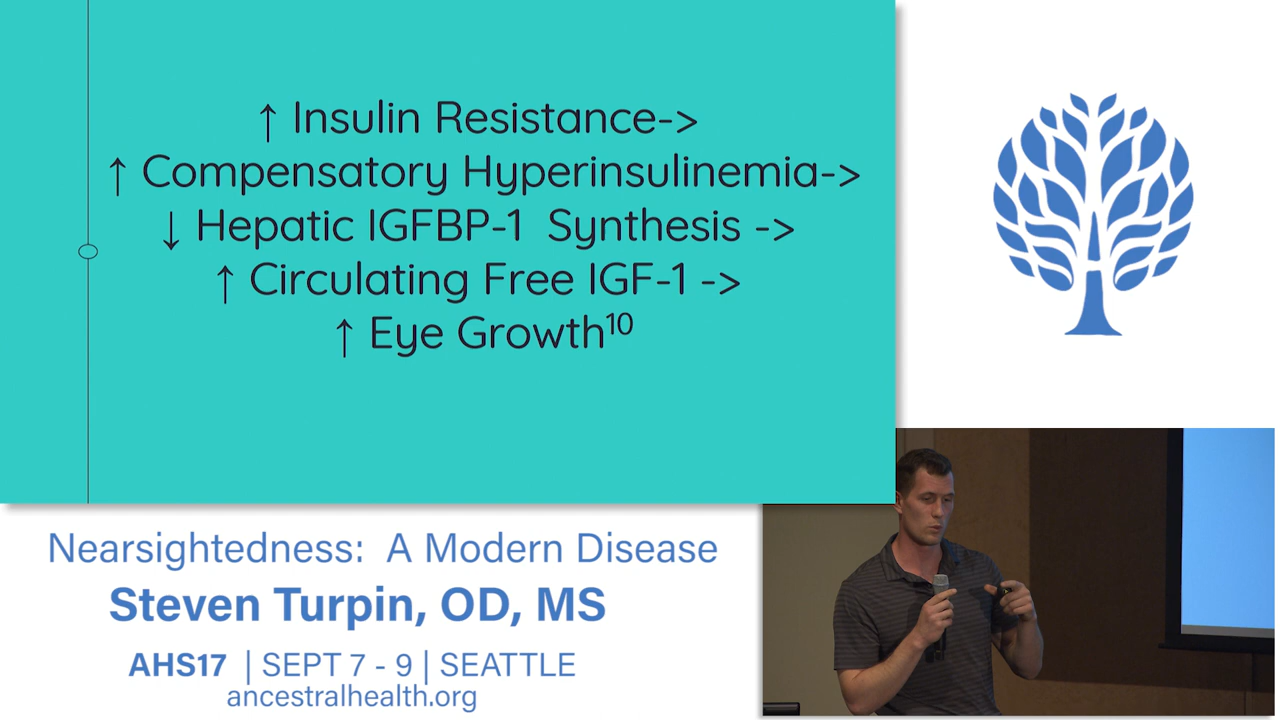 ↑ Insulin Resistance->
↑ Compensatory Hyperinsulinemia->
↓ Hepatic IGFBP-1 Synthesis ->
↑ Circulating Free IGF-1 ->
↑ Eye Growth¹⁰
Nearsightedness: A Modern Disease
Steven Turpin, OD, MS
AHS17 | SEPT 7 - 9 | SEATTLE
ancestralhealth.org